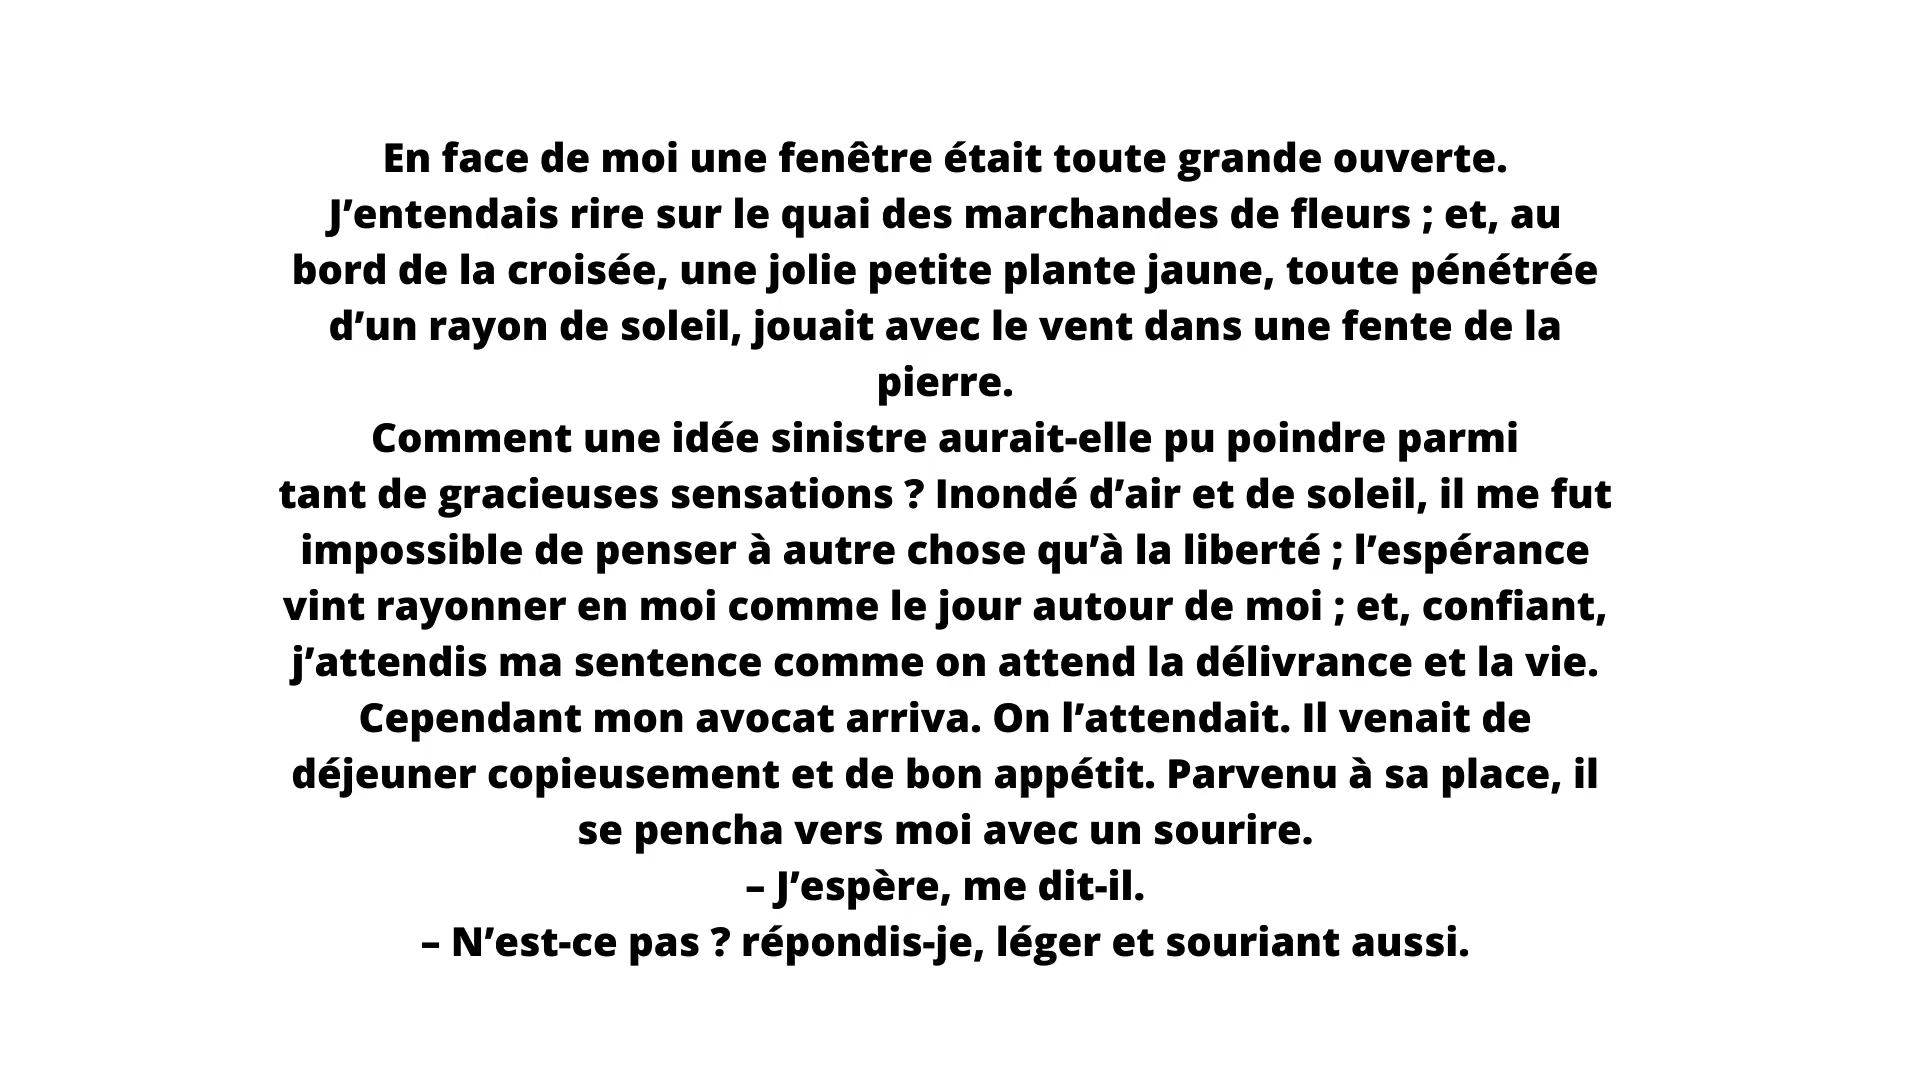 En face de moi une fenêtre était toute grande ouverte.
J’entendais rire sur le quai des marchandes de fleurs ; et, au
bord de la croisée, une jolie petite plante jaune, toute pénétrée
d’un rayon de soleil, jouait avec le vent dans une fente de la
pierre.
Comment une idée sinistre aurait-elle pu poindre parmi
tant de gracieuses sensations ? Inondé d’air et de soleil, il me fut
impossible de penser à autre chose qu’à la liberté ; l’espérance
vint rayonner en moi comme le jour autour de moi ; et, confiant,
j’attendis ma sentence comme on attend la délivrance et la vie.
Cependant mon avocat arriva. On l’attendait. Il venait de
déjeuner copieusement et de bon appétit. Parvenu à sa place, il
se pencha vers moi avec un sourire.
– J’espère, me dit-il.
– N’est-ce pas ? répondis-je, léger et souriant aussi.